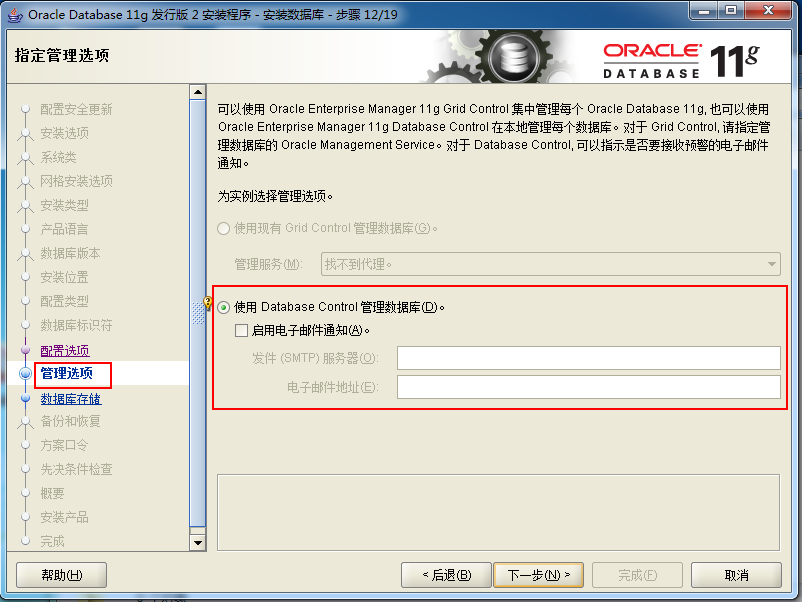 Oracle Database 11g 发行版 2 安装程序 - 安装数据库 - 步骤 12/19
指定管理选项
ORACLE
DATABASE 11g
配置安全更新
安装选项
系统类
网格安装选项
安装类型
产品语言
数据库版本
安装位置
配置类型
数据库标识符
配置选项
管理选项
数据库存储
备份和恢复
方案口令
先决条件检查
概要
安装产品
完成
可以使用 Oracle Enterprise Manager 11g Grid Control 集中管理每个 Oracle Database 11g, 也可以使用
Oracle Enterprise Manager 11g Database Control 在本地管理每个数据库。对于 Grid Control, 请指定管
理数据库的 Oracle Management Service。对于 Database Control, 可以指示是否要接收预警的电子邮件
通知。
为实例选择管理选项。
使用现有 Grid Control 管理数据库(G)。
管理服务(M): 找不到代理。
使用 Database Control 管理数据库(D)。
启用电子邮件通知(A)。
发件 (SMTP) 服务器(O):
电子邮件地址(E):
帮助(H) < 后退(B) 下一步(N) > 完成(F) 取消